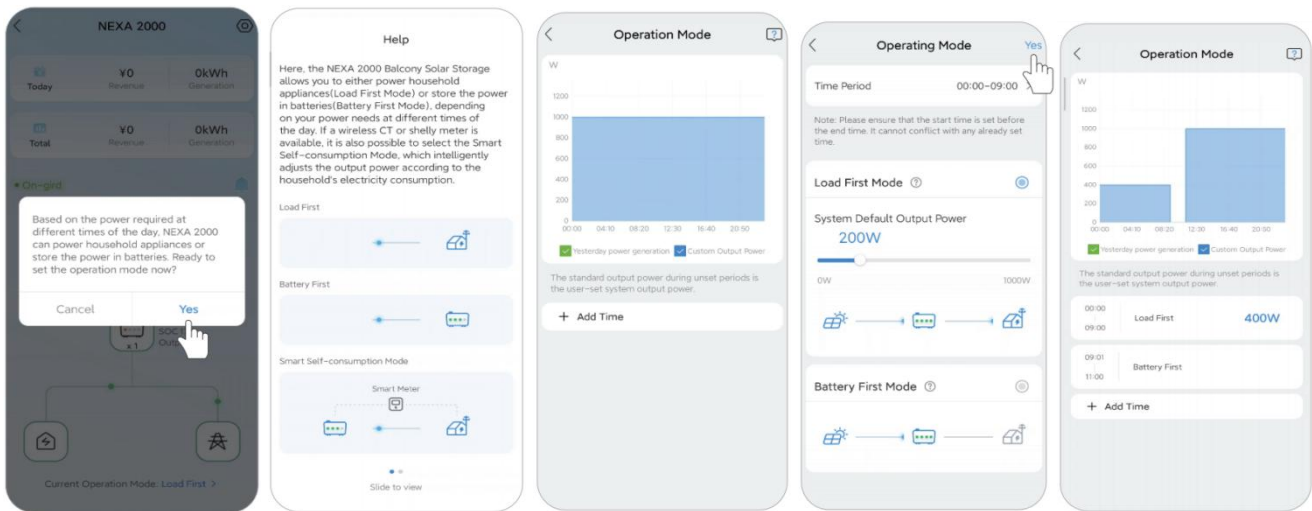 NEXA 2000
¥0
0kWh
Today
Revenue
Generation
¥0
0kWh
Total
Revenue
Generation
On-grid
Based on the power required at
different times of the day, NEXA 2000
can power household appliances or
store the power in batteries. Ready to
set the operation mode now?
Cancel
Yes
SOC
x 1
Outp
Current Operation Mode: Load First >
Help
Here, the NEXA 2000 Balcony Solar Storage
allows you to either power household
appliances(Load First Mode) or store the power
in batteries(Battery First Mode), depending
on your power needs at different times of
the day. If a wireless CT or shelly meter is
available, it is also possible to select the Smart
Self-consumption Mode, which intelligently
adjusts the output power according to the
household's electricity consumption.
Load First
Battery First
Smart Self-consumption Mode
Smart Meter
Slide to view
Operation Mode
?
W
1200
1000
800
600
400
200
0
00:00 04:10 08:20 12:30 16:40 20:50
Yesterday power generation Custom Output Power
The standard output power during unset periods is
the user-set system output power.
+ Add Time
Operating Mode
Yes
Time Period 00:00-09:00 >
Note: Please ensure that the start time is set before
the end time. It cannot conflict with any already set
time.
Load First Mode ?
System Default Output Power
200W
0W 1000W
Battery First Mode ?
Operation Mode
?
W
1200
1000
800
600
400
200
0
00:00 04:10 08:20 12:30 16:40 20:50
Yesterday power generation Custom Output Power
The standard output power during unset periods is
the user-set system output power.
00:00
Load First 400W
09:00
09:01
Battery First
11:00
+ Add Time